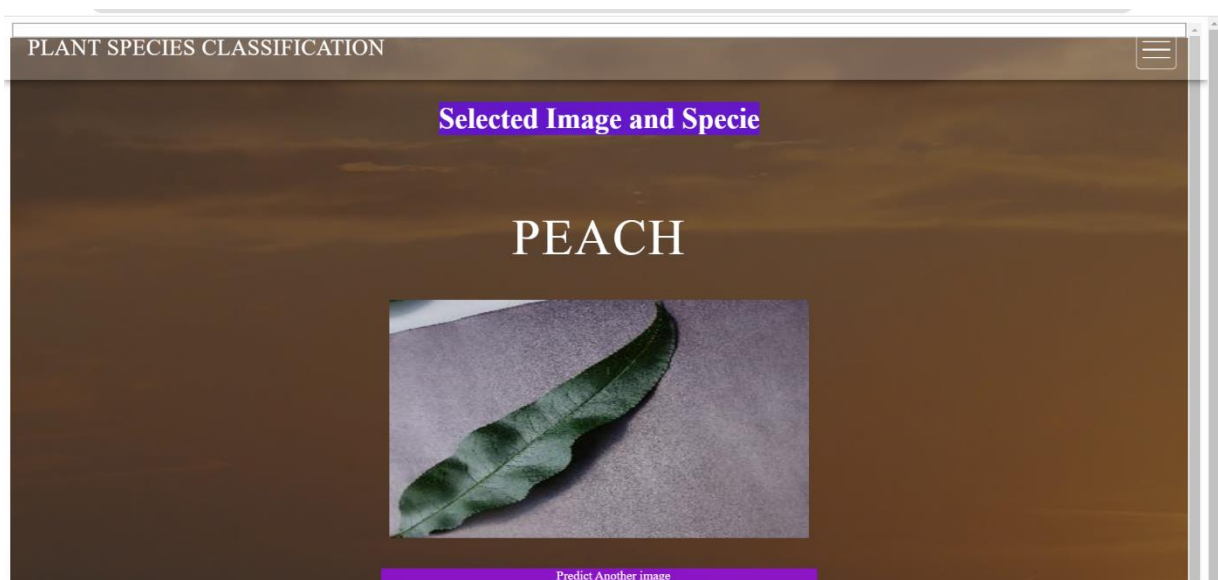 PLANT SPECIES CLASSIFICATION
Selected Image and Specie
PEACH
Predict Another image